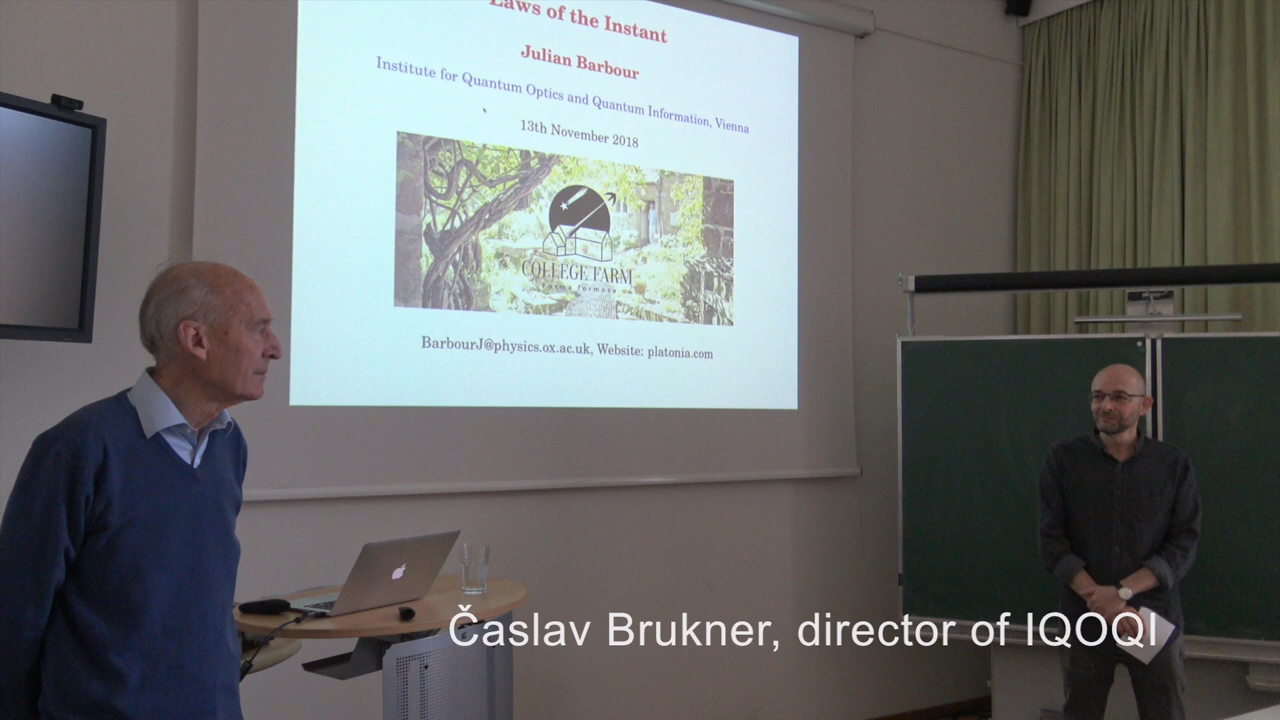 Laws of the Instant
Julian Barbour
Institute for Quantum Optics and Quantum Information, Vienna
13th November 2018
COLLEGE FARM
BarbourJ@physics.ox.ac.uk, Website: platonia.com
Časlav Brukner, director of IQOQI